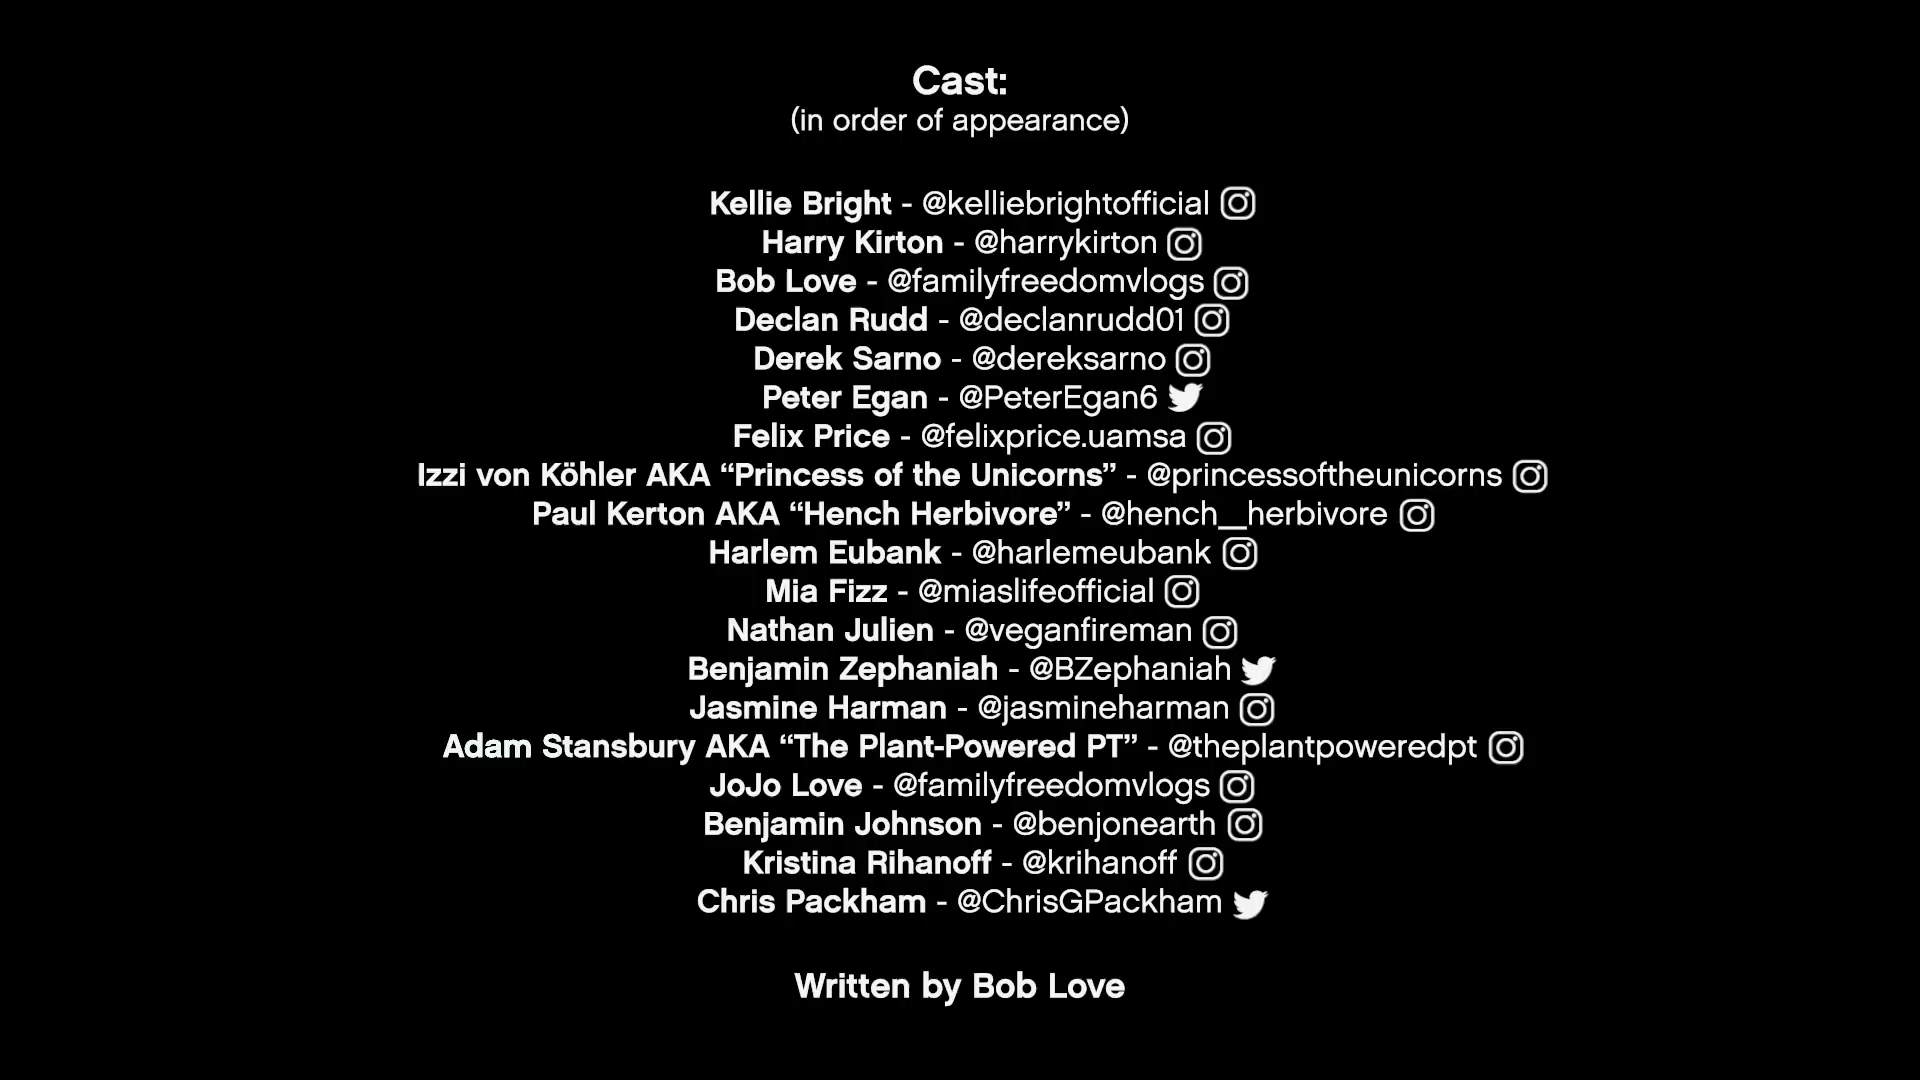 Cast:
(in order of appearance)
Kellie Bright - @kelliebrightofficial
Harry Kirton - @harrykirton
Bob Love - @familyfreedomvlogs
Declan Rudd - @declanrudd01
Derek Sarno - @dereksarno
Peter Egan - @PeterEgan6
Felix Price - @felixprice.uamsa
Izzi von Köhler AKA “Princess of the Unicorns” - @princessoftheunicorns
Paul Kerton AKA “Hench Herbivore” - @hench__herbivore
Harlem Eubank - @harlemeubank
Mia Fizz - @miaslifeofficial
Nathan Julien - @veganfireman
Benjamin Zephaniah - @BZephaniah
Jasmine Harman - @jasmineharman
Adam Stansbury AKA “The Plant-Powered PT” - @theplantpoweredpt
JoJo Love - @familyfreedomvlogs
Benjamin Johnson - @benjonearth
Kristina Rihanoff - @krihanoff
Chris Packham - @ChrisGPackham
Written by Bob Love